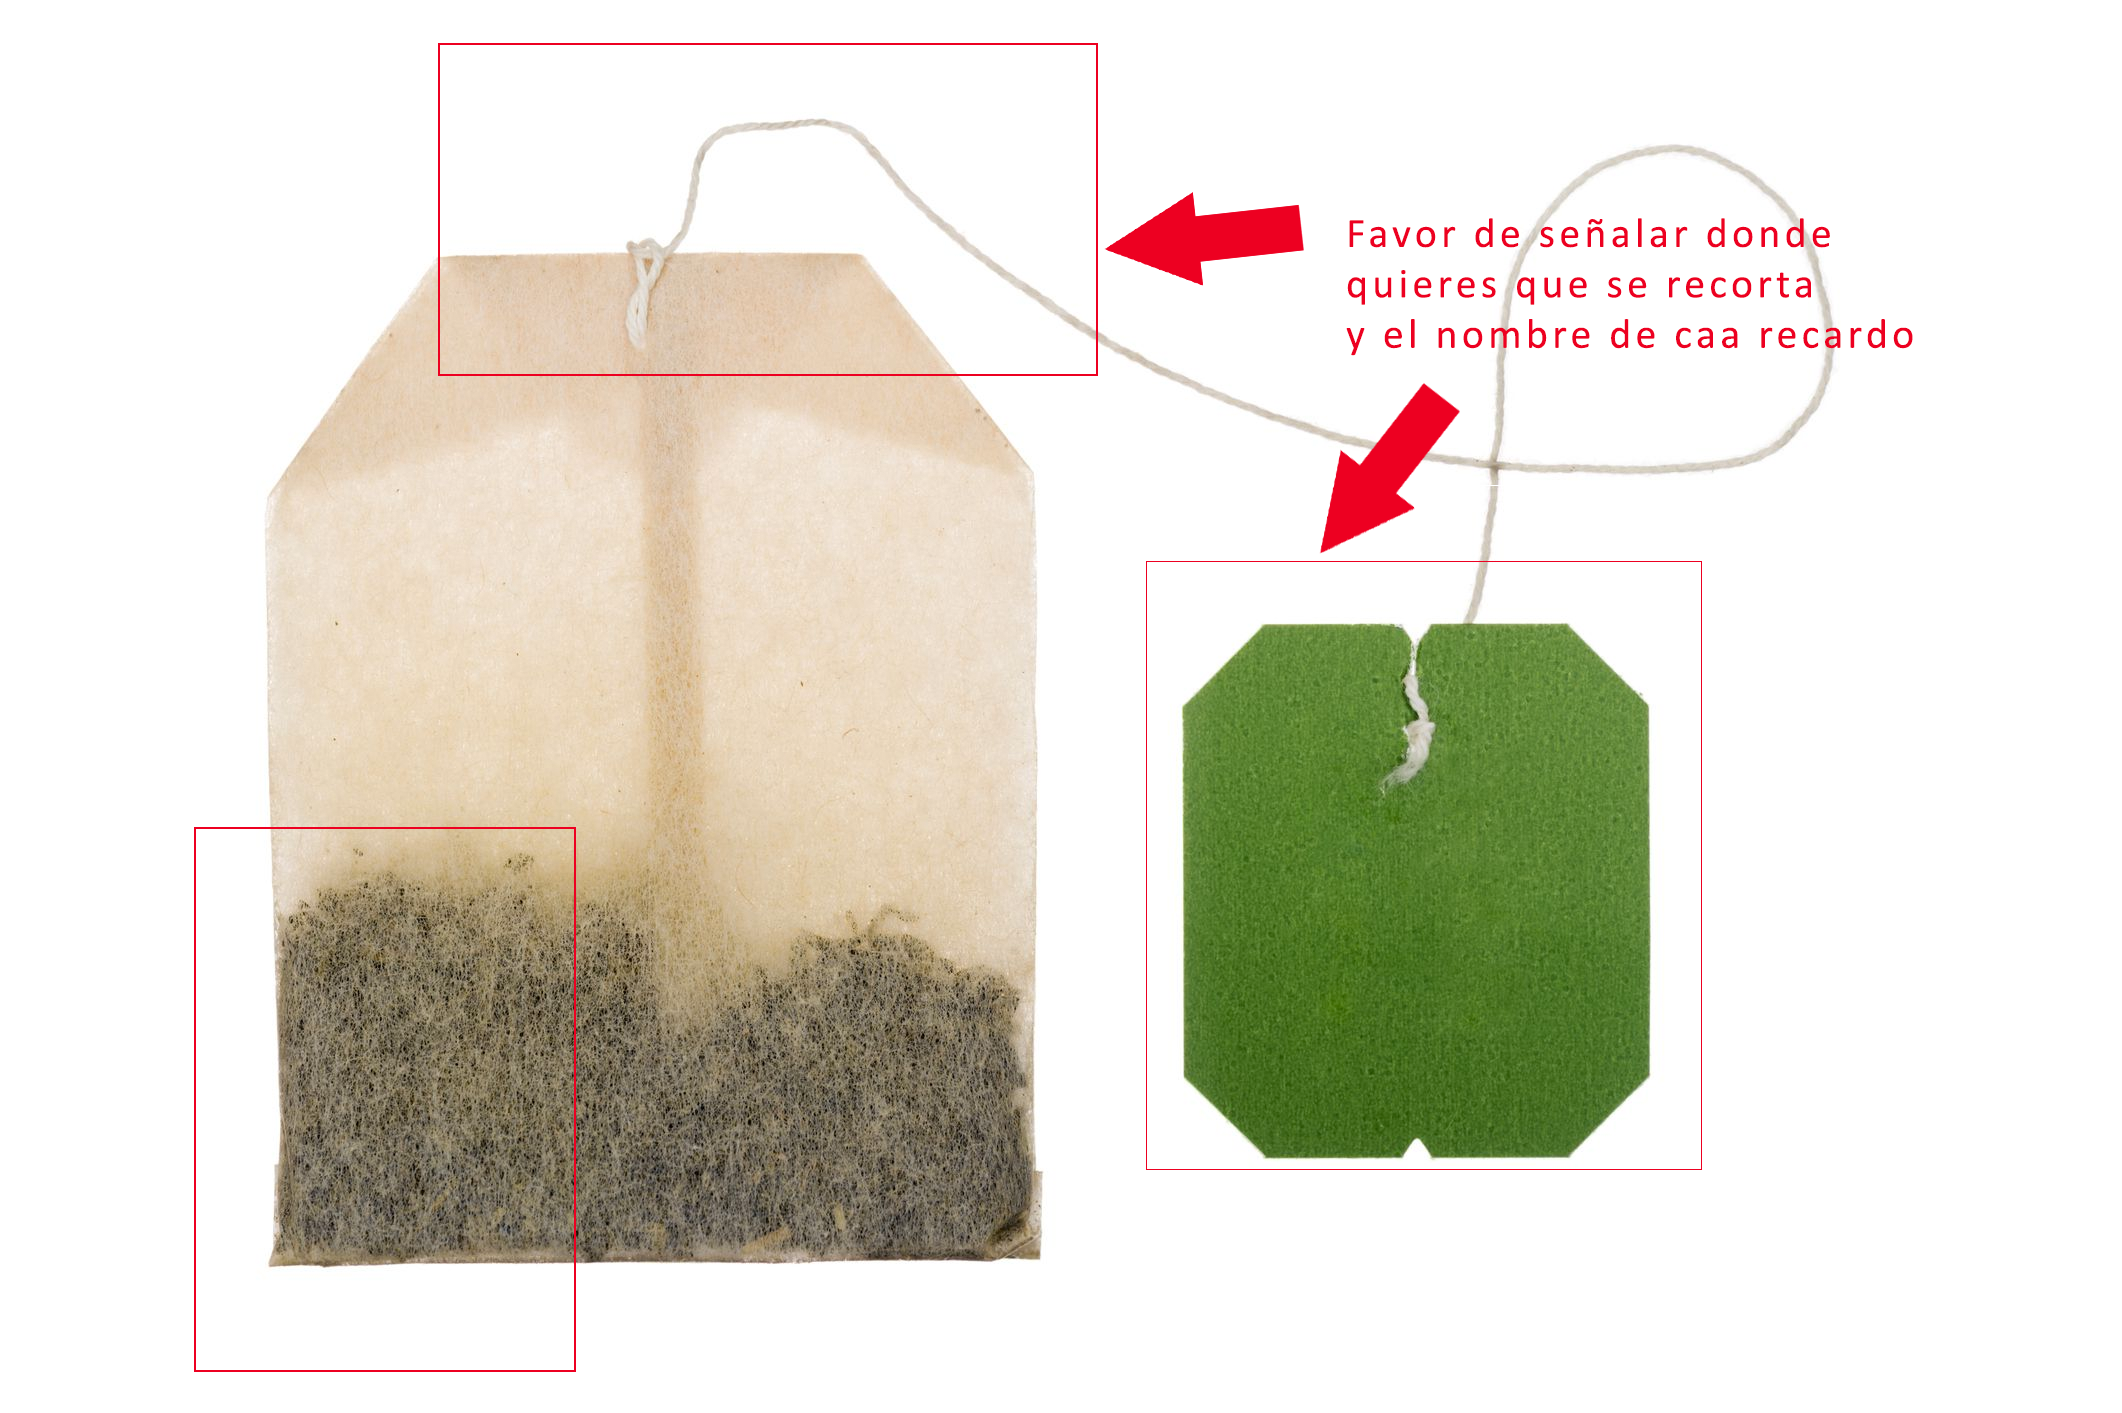 Favor de señalar donde
quieres que se recorta
y el nombre de caa recardo